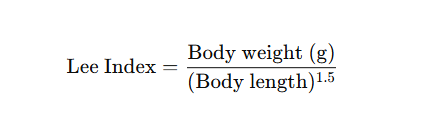 Lee Index = Body weight (g) / (Body length)^1.5